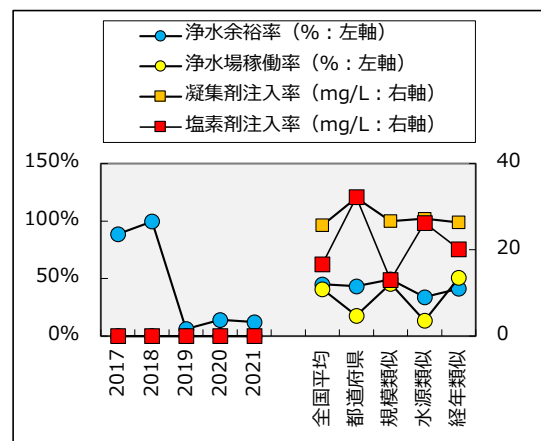 浄水余裕率（%：左軸）
浄水場稼働率（%：左軸）
凝集剤注入率（mg/L：右軸）
塩素剤注入率（mg/L：右軸）
150%
100%
50%
0%
40
20
0
2017
2018
2019
2020
2021
全国平均
都道府県
規模類似
水源類似
経年類似